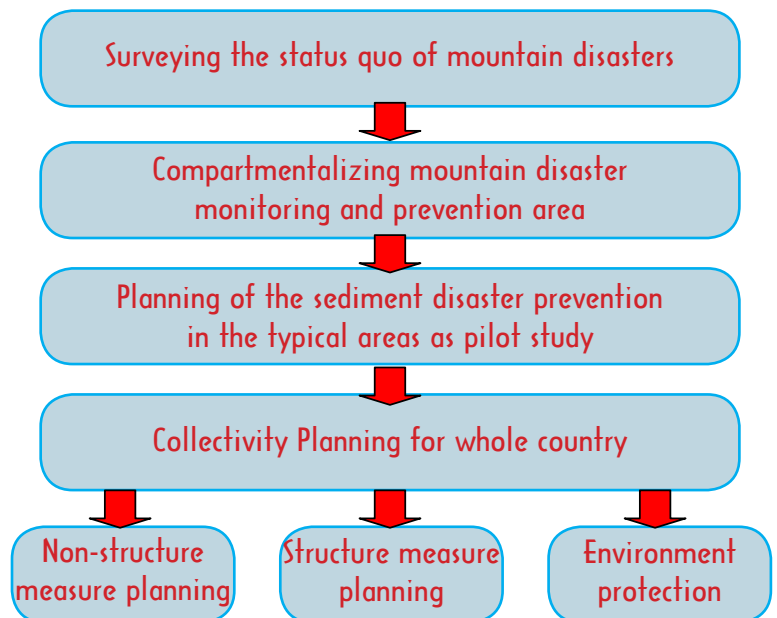 Surveying the status quo of mountain disasters
Compartmentalizing mountain disaster
monitoring and prevention area
Planning of the sediment disaster prevention
in the typical areas as pilot study
Collectivity Planning for whole country
Non-structure
measure planning
Structure measure
planning
Environment
protection